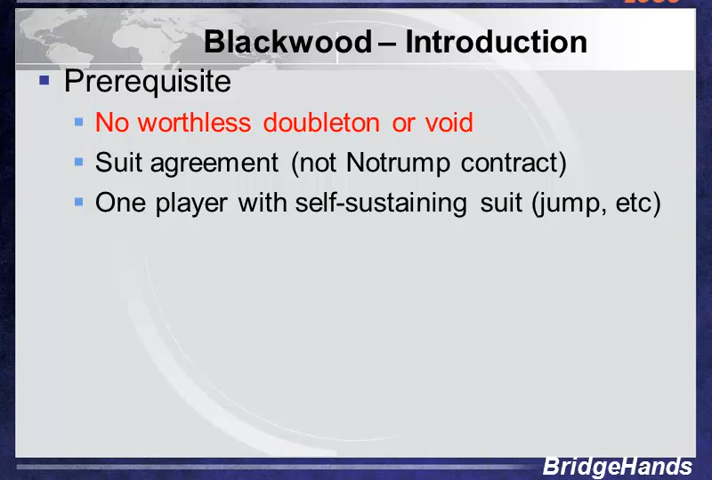 Blackwood – Introduction
Prerequisite
No worthless doubleton or void
Suit agreement (not Notrump contract)
One player with self-sustaining suit (jump, etc)
BridgeHands